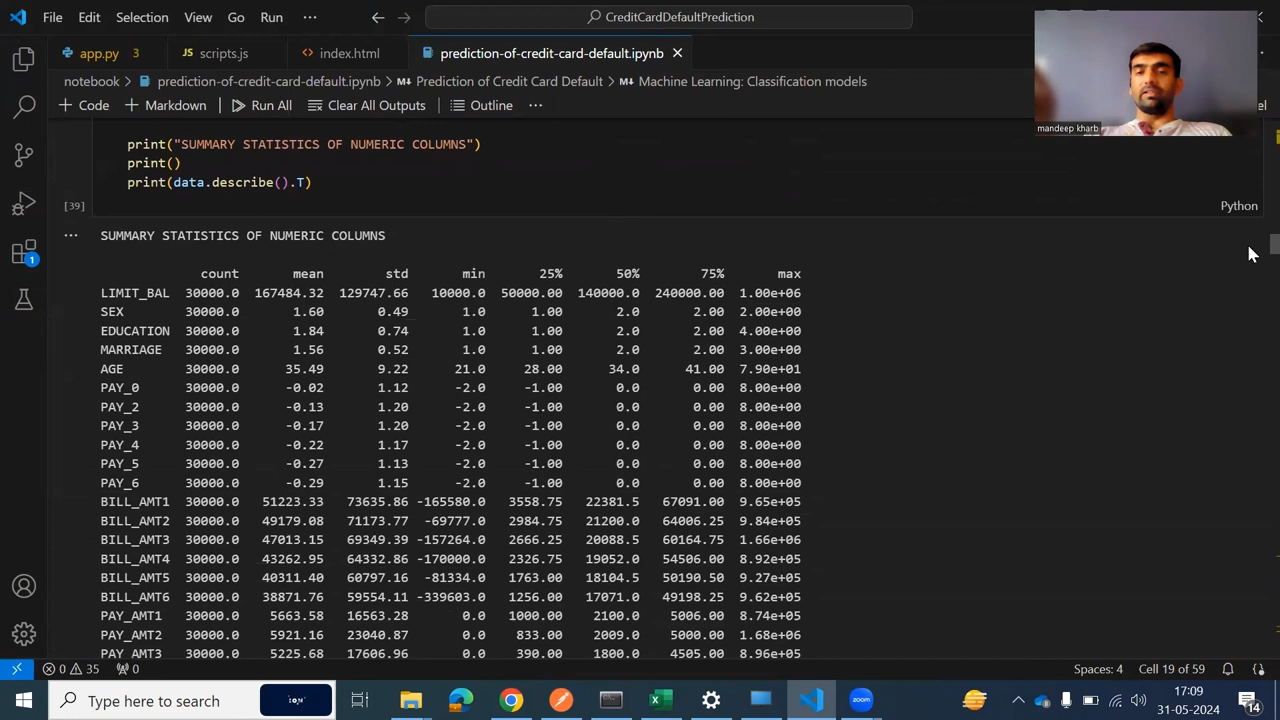 File Edit Selection View Go Run ···
CreditCardDefaultPrediction
app.py 3
JS scripts.js
<> index.html
prediction-of-credit-card-default.ipynb
notebook > prediction-of-credit-card-default.ipynb > M↓ Prediction of Credit Card Default > M↓ Machine Learning: Classification models
+ Code + Markdown Run All Clear All Outputs Outline ···
mandeep kharb
print("SUMMARY STATISTICS OF NUMERIC COLUMNS")
print()
print(data.describe().T)
[39]
Python
··· SUMMARY STATISTICS OF NUMERIC COLUMNS
count mean std min 25% 50% 75% max
LIMIT_BAL 30000.0 167484.32 129747.66 10000.0 50000.00 140000.0 240000.00 1.00e+06
SEX 30000.0 1.60 0.49 1.0 1.00 2.0 2.00 2.00e+00
EDUCATION 30000.0 1.84 0.74 1.0 1.00 2.0 2.00 4.00e+00
MARRIAGE 30000.0 1.56 0.52 1.0 1.00 2.0 2.00 3.00e+00
AGE 30000.0 35.49 9.22 21.0 28.00 34.0 41.00 7.90e+01
PAY_0 30000.0 -0.02 1.12 -2.0 -1.00 0.0 0.00 8.00e+00
PAY_2 30000.0 -0.13 1.20 -2.0 -1.00 0.0 0.00 8.00e+00
PAY_3 30000.0 -0.17 1.20 -2.0 -1.00 0.0 0.00 8.00e+00
PAY_4 30000.0 -0.22 1.17 -2.0 -1.00 0.0 0.00 8.00e+00
PAY_5 30000.0 -0.27 1.13 -2.0 -1.00 0.0 0.00 8.00e+00
PAY_6 30000.0 -0.29 1.15 -2.0 -1.00 0.0 0.00 8.00e+00
BILL_AMT1 30000.0 51223.33 73635.86 -165580.0 3558.75 22381.5 67091.00 9.65e+05
BILL_AMT2 30000.0 49179.08 71173.77 -69777.0 2984.75 21200.0 64006.25 9.84e+05
BILL_AMT3 30000.0 47013.15 69349.39 -157264.0 2666.25 20088.5 60164.75 1.66e+06
BILL_AMT4 30000.0 43262.95 64332.86 -170000.0 2326.75 19052.0 54506.00 8.92e+05
BILL_AMT5 30000.0 40311.40 60797.16 -81334.0 1763.00 18104.5 50190.50 9.27e+05
BILL_AMT6 30000.0 38871.76 59554.11 -339603.0 1256.00 17071.0 49198.25 9.62e+05
PAY_AMT1 30000.0 5663.58 16563.28 0.0 1000.00 2100.0 5006.00 8.74e+05
PAY_AMT2 30000.0 5921.16 23040.87 0.0 833.00 2009.0 5000.00 1.68e+06
PAY_AMT3 30000.0 5225.68 17606.96 0.0 390.00 1800.0 4505.00 8.96e+05
1
0 35 0
Spaces: 4 Cell 19 of 59
Type here to search
zoom
17:09
31-05-2024
14